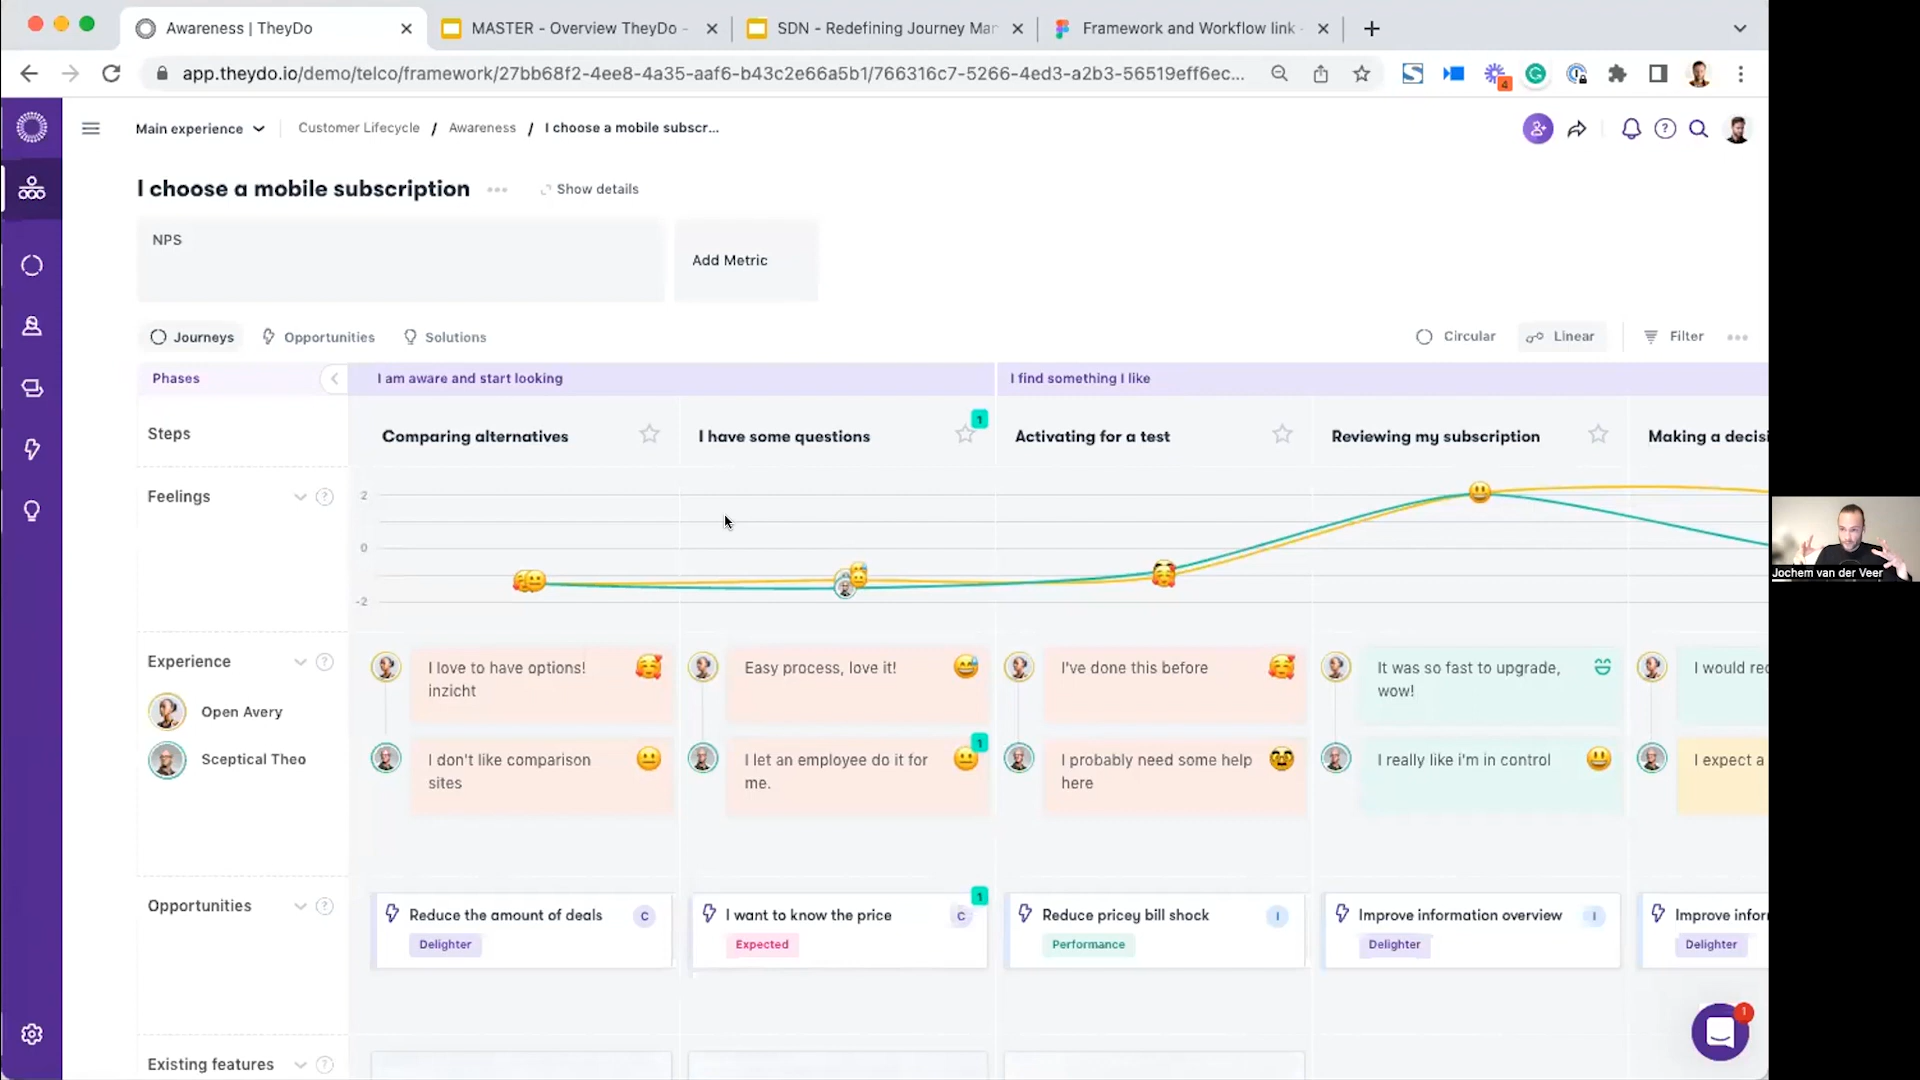 Awareness | TheyDo
MASTER - Overview TheyDo -
SDN - Redefining Journey Mar
Framework and Workflow link -
app.theydo.io/demo/telco/framework/27bb68f2-4ee8-4a35-aaf6-b43c2e66a5b1/766316c7-5266-4ed3-a2b3-56519eff6ec...
4
Main experience
Customer Lifecycle / Awareness / I choose a mobile subscr...
I choose a mobile subscription
Show details
NPS
Add Metric
Journeys
Opportunities
Solutions
Circular
Linear
Filter
Phases
I am aware and start looking
I find something I like
Steps
Comparing alternatives
I have some questions
1
Activating for a test
Reviewing my subscription
Making a decisi
Feelings
2
0
-2
Experience
Open Avery
Sceptical Theo
I love to have options!
inzicht
Easy process, love it!
I've done this before
It was so fast to upgrade,
wow!
I would rec
I don't like comparison
sites
I let an employee do it for
me.
1
I probably need some help
here
I really like i'm in control
I expect a
Opportunities
Reduce the amount of deals
C
Delighter
I want to know the price
C
1
Expected
Reduce pricey bill shock
I
Performance
Improve information overview
I
Delighter
Improve infor
Delighter
Existing features
1
Jochem van der Veer